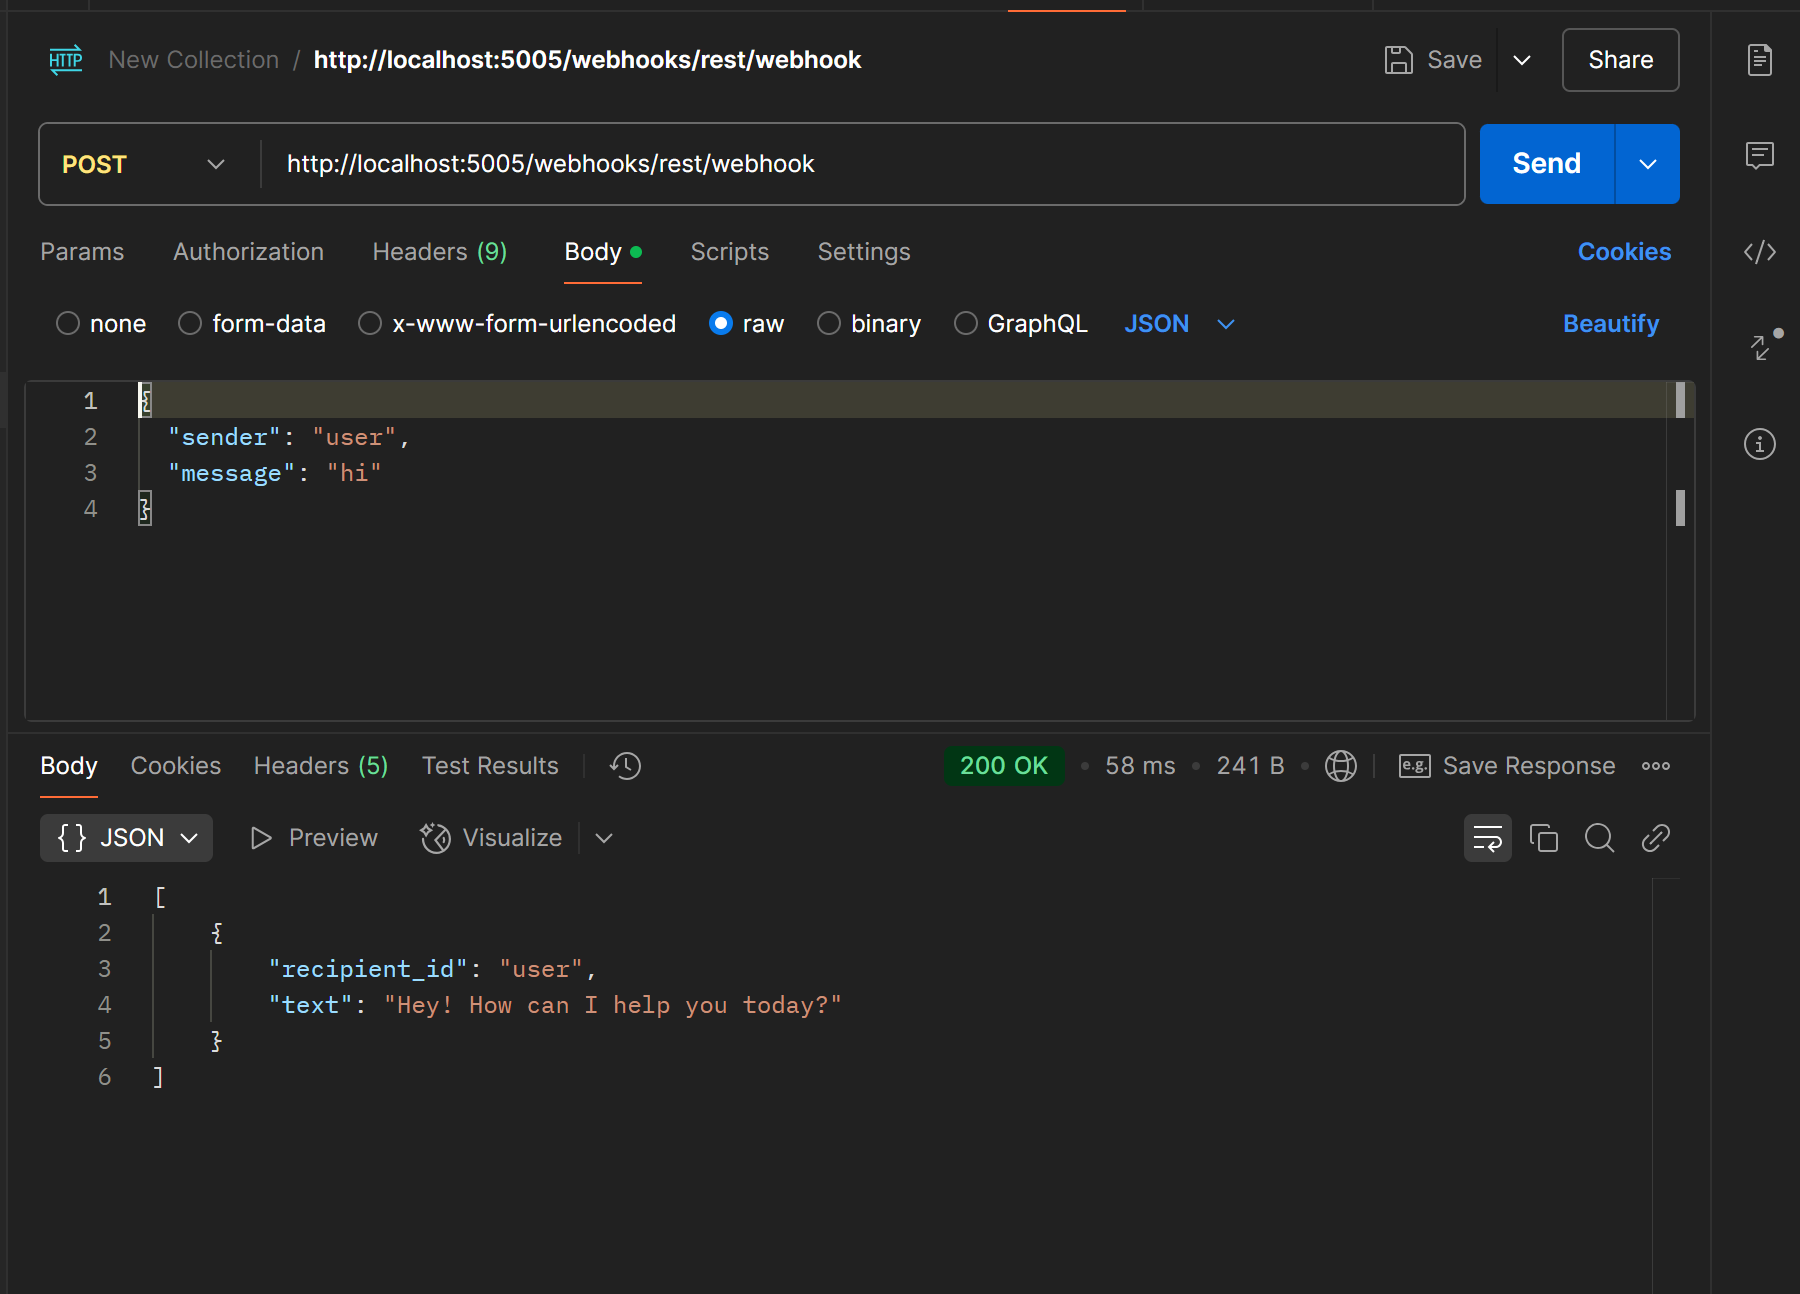 HTTP New Collection / http://localhost:5005/webhooks/rest/webhook Save Share
POST http://localhost:5005/webhooks/rest/webhook Send
Params Authorization Headers (9) Body Scripts Settings Cookies
none form-data x-www-form-urlencoded raw binary GraphQL JSON Beautify
1 {
2 "sender": "user",
3 "message": "hi"
4 }
Body Cookies Headers (5) Test Results 200 OK • 58 ms • 241 B • e.g. Save Response
{} JSON Preview Visualize
1 [
2 {
3 "recipient_id": "user",
4 "text": "Hey! How can I help you today?"
5 }
6 ]